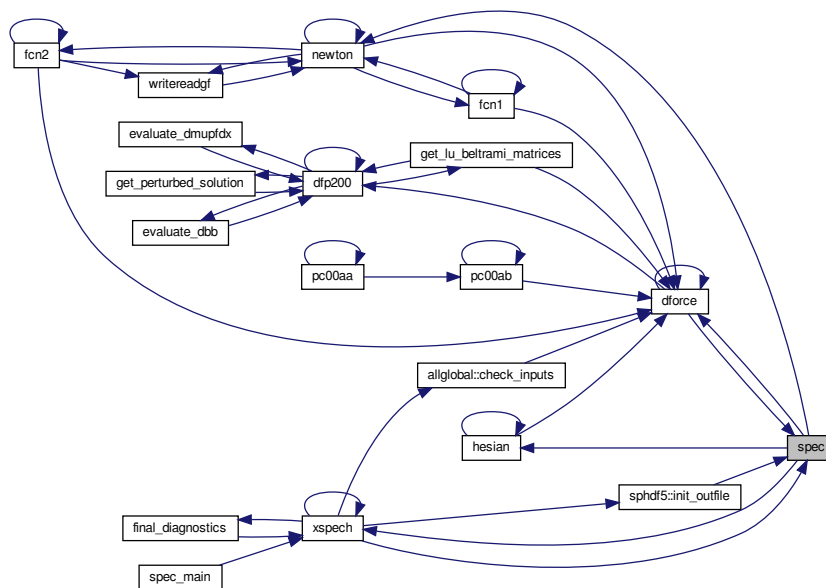 fcn2
newton
writereadgf
fcn1
evaluate_dmupfdx
get_lu_beltrami_matrices
get_perturbed_solution
dfp200
evaluate_dbb
pc00aa
pc00ab
dforce
allglobal::check_inputs
hesian
spec
sphdf5::init_outfile
final_diagnostics
xspech
spec_main